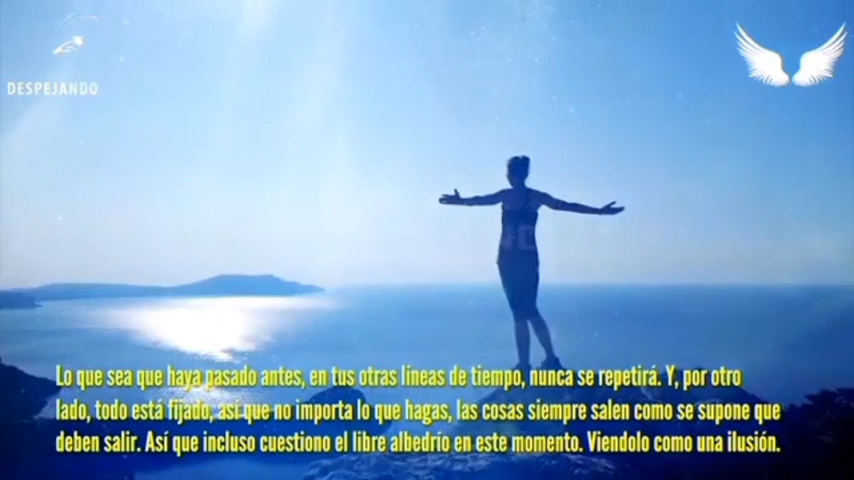 DESPEJANDO
Lo que sea que haya pasado antes, en tus otras líneas de tiempo, nunca se repetirá. Y, por otro
lado, todo está fijado, así que no importa lo que hagas, las cosas siempre salen como se supone que
deben salir. Así que incluso cuestiono el libre albedrío en este momento. Viendolo como una ilusión.